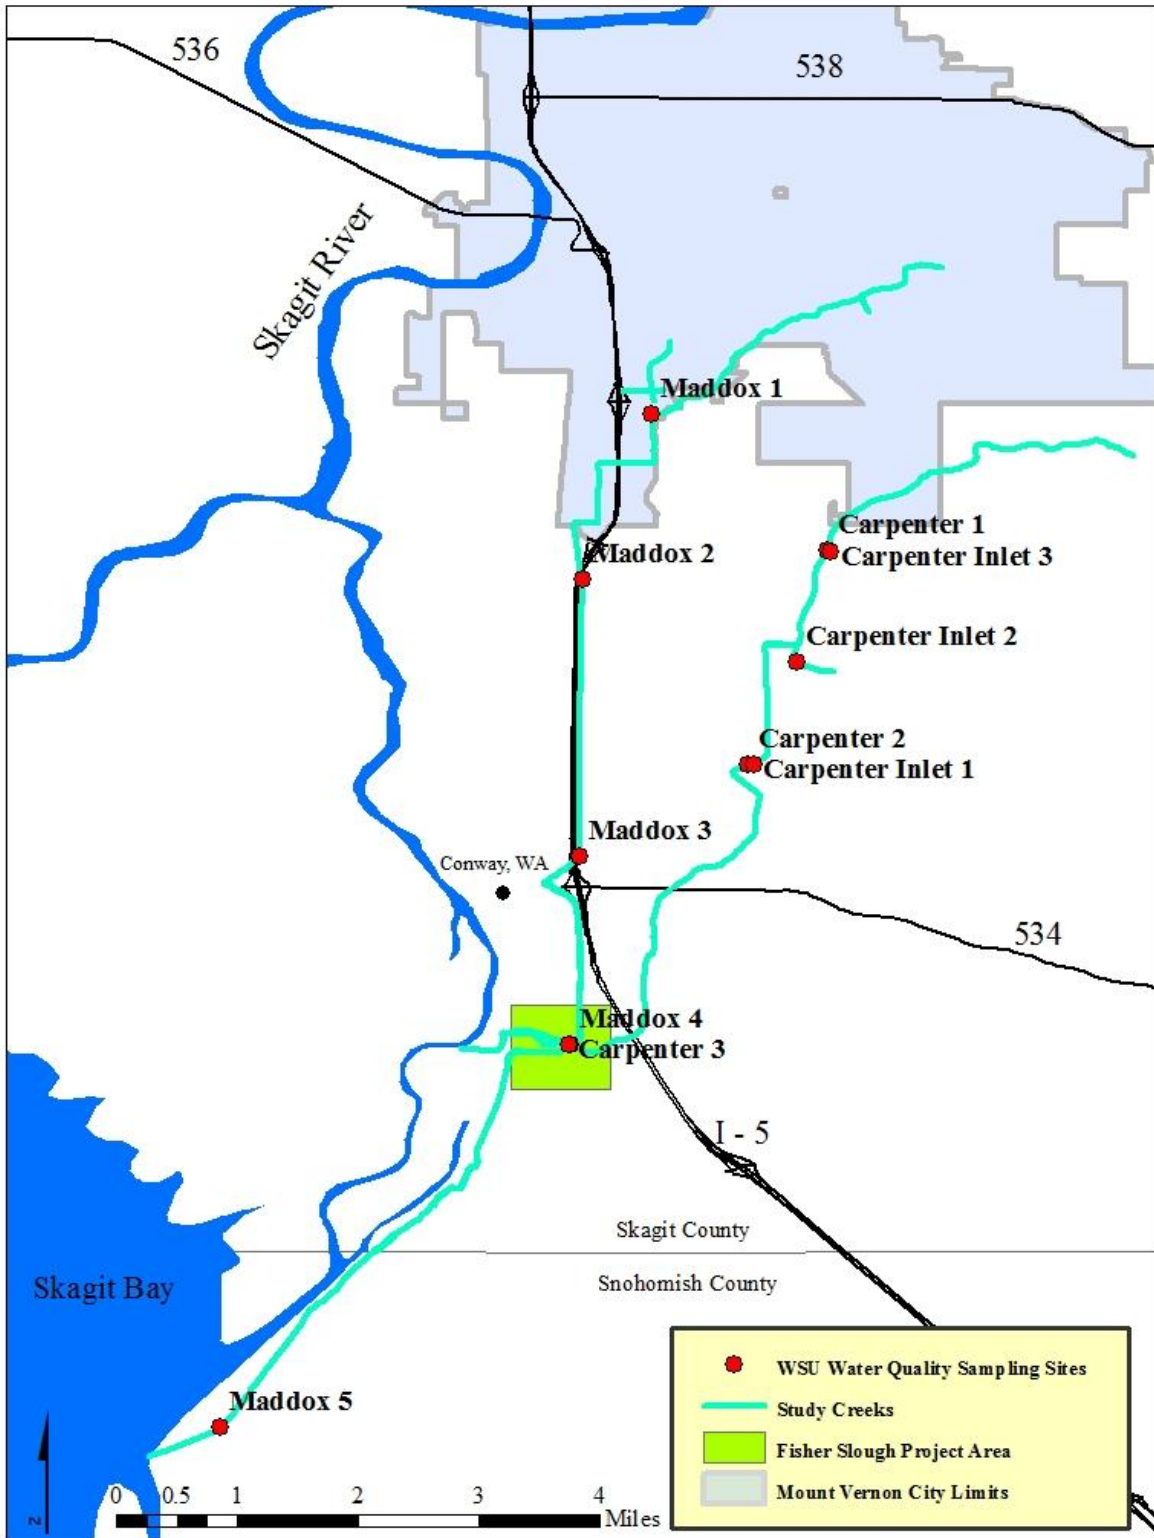 536
538
Skagit River
Maddox 1
Carpenter 1
Maddox 2
Carpenter Inlet 3
Carpenter Inlet 2
Carpenter 2
Carpenter Inlet 1
Maddox 3
Conway, WA
534
Maddox 4
Carpenter 3
I - 5
Skagit County
Snohomish County
Skagit Bay
WSU Water Quality Sampling Sites
Maddox 5
Study Creeks
Fisher Slough Project Area
Mount Vernon City Limits
0 0.5 1 2 3 4
Miles
N